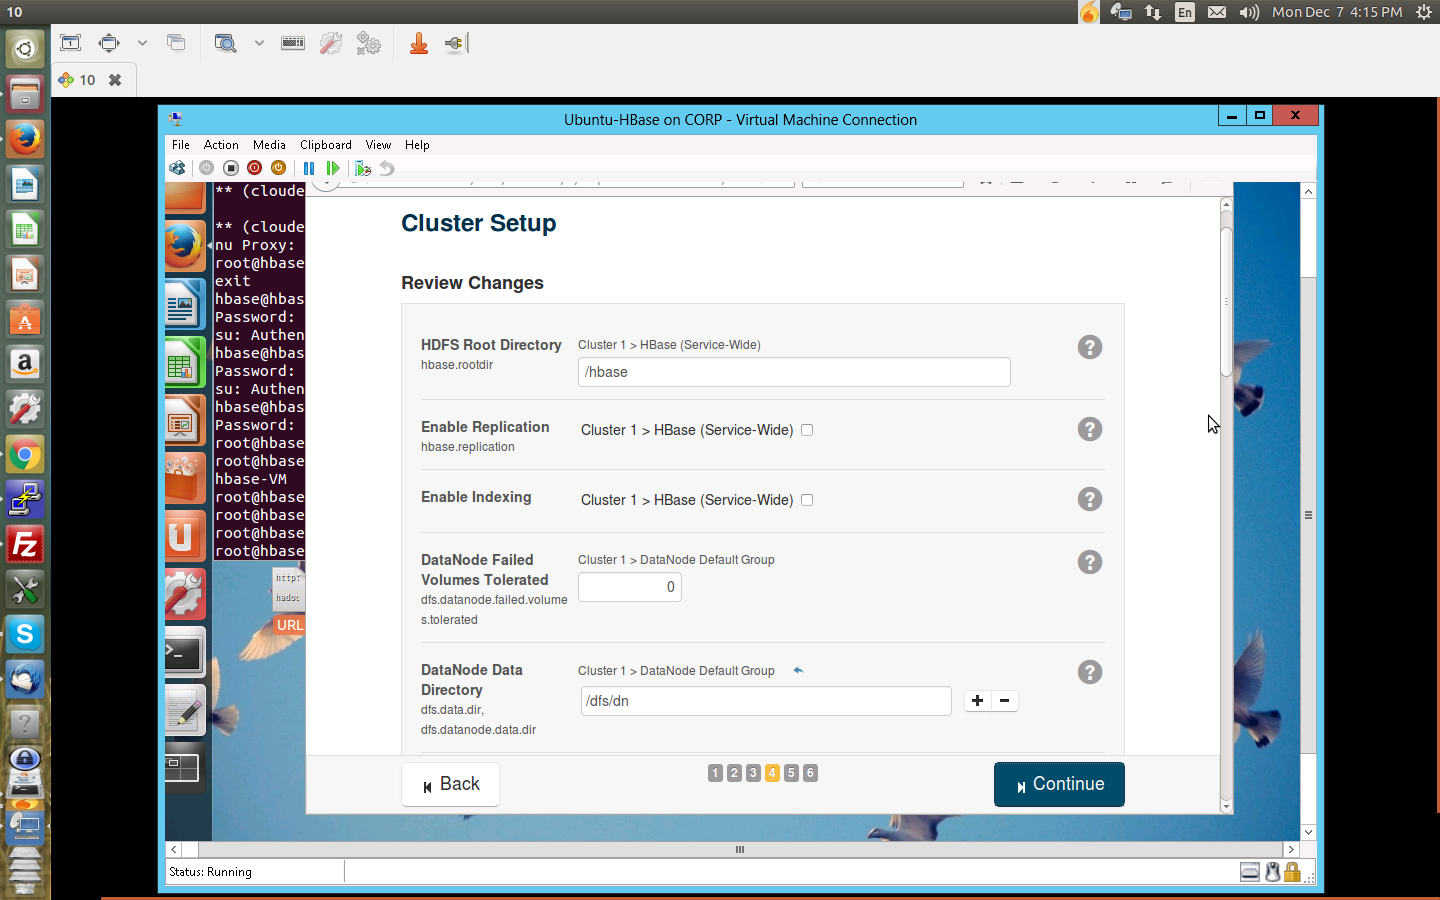 10
En
Mon Dec 7 4:15 PM
10
Ubuntu-HBase on CORP - Virtual Machine Connection
File Action Media Clipboard View Help
** (cloude
** (cloude
nu Proxy:
root@hbase
exit
hbase@hbas
Password:
su: Authen
hbase@hbas
Password:
su: Authen
hbase@hbas
Password:
root@hbase
root@hbase
hbase-VM
root@hbase
root@hbase
root@hbase
root@hbase
http:
hadoc
URL
Cluster Setup
Review Changes
HDFS Root Directory
hbase.rootdir
Cluster 1 > HBase (Service-Wide)
/hbase
Enable Replication
hbase.replication
Cluster 1 > HBase (Service-Wide)
Enable Indexing
Cluster 1 > HBase (Service-Wide)
DataNode Failed
Volumes Tolerated
dfs.datanode.failed.volume
s.tolerated
Cluster 1 > DataNode Default Group
0
DataNode Data
Directory
dfs.data.dir,
dfs.datanode.data.dir
Cluster 1 > DataNode Default Group
/dfs/dn
Back
1 2 3 4 5 6
Continue
Status: Running